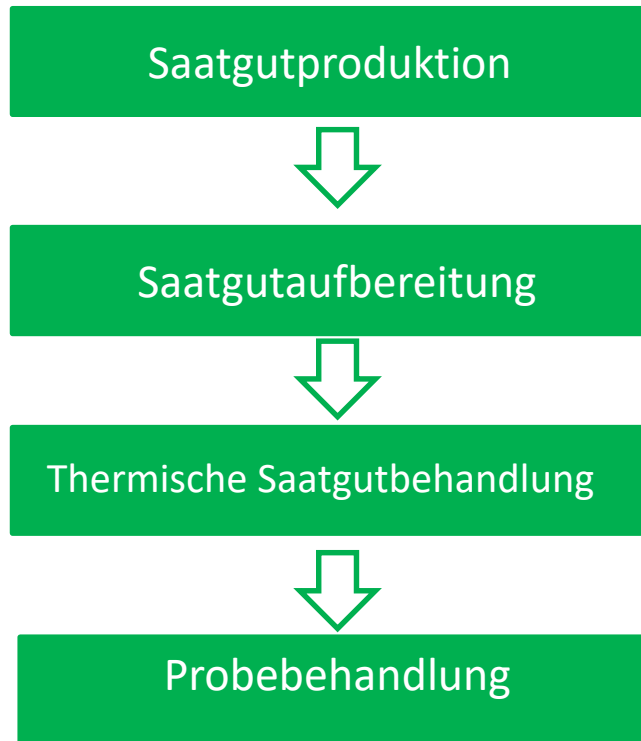 Saatgutproduktion
Saatgutaufbereitung
Thermische Saatgutbehandlung
Probebehandlung